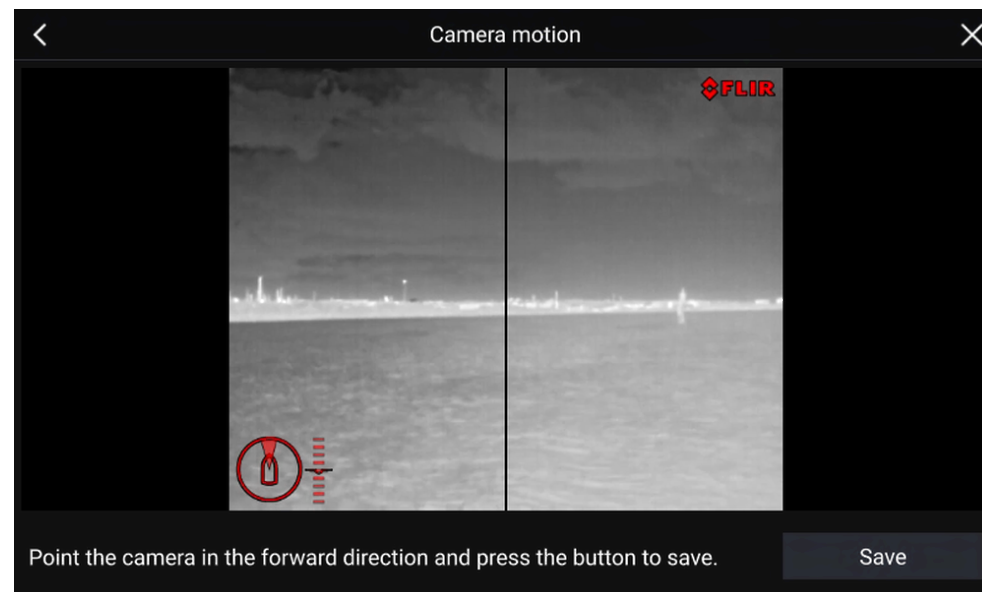 Camera motion
FLIR
Point the camera in the forward direction and press the button to save.
Save